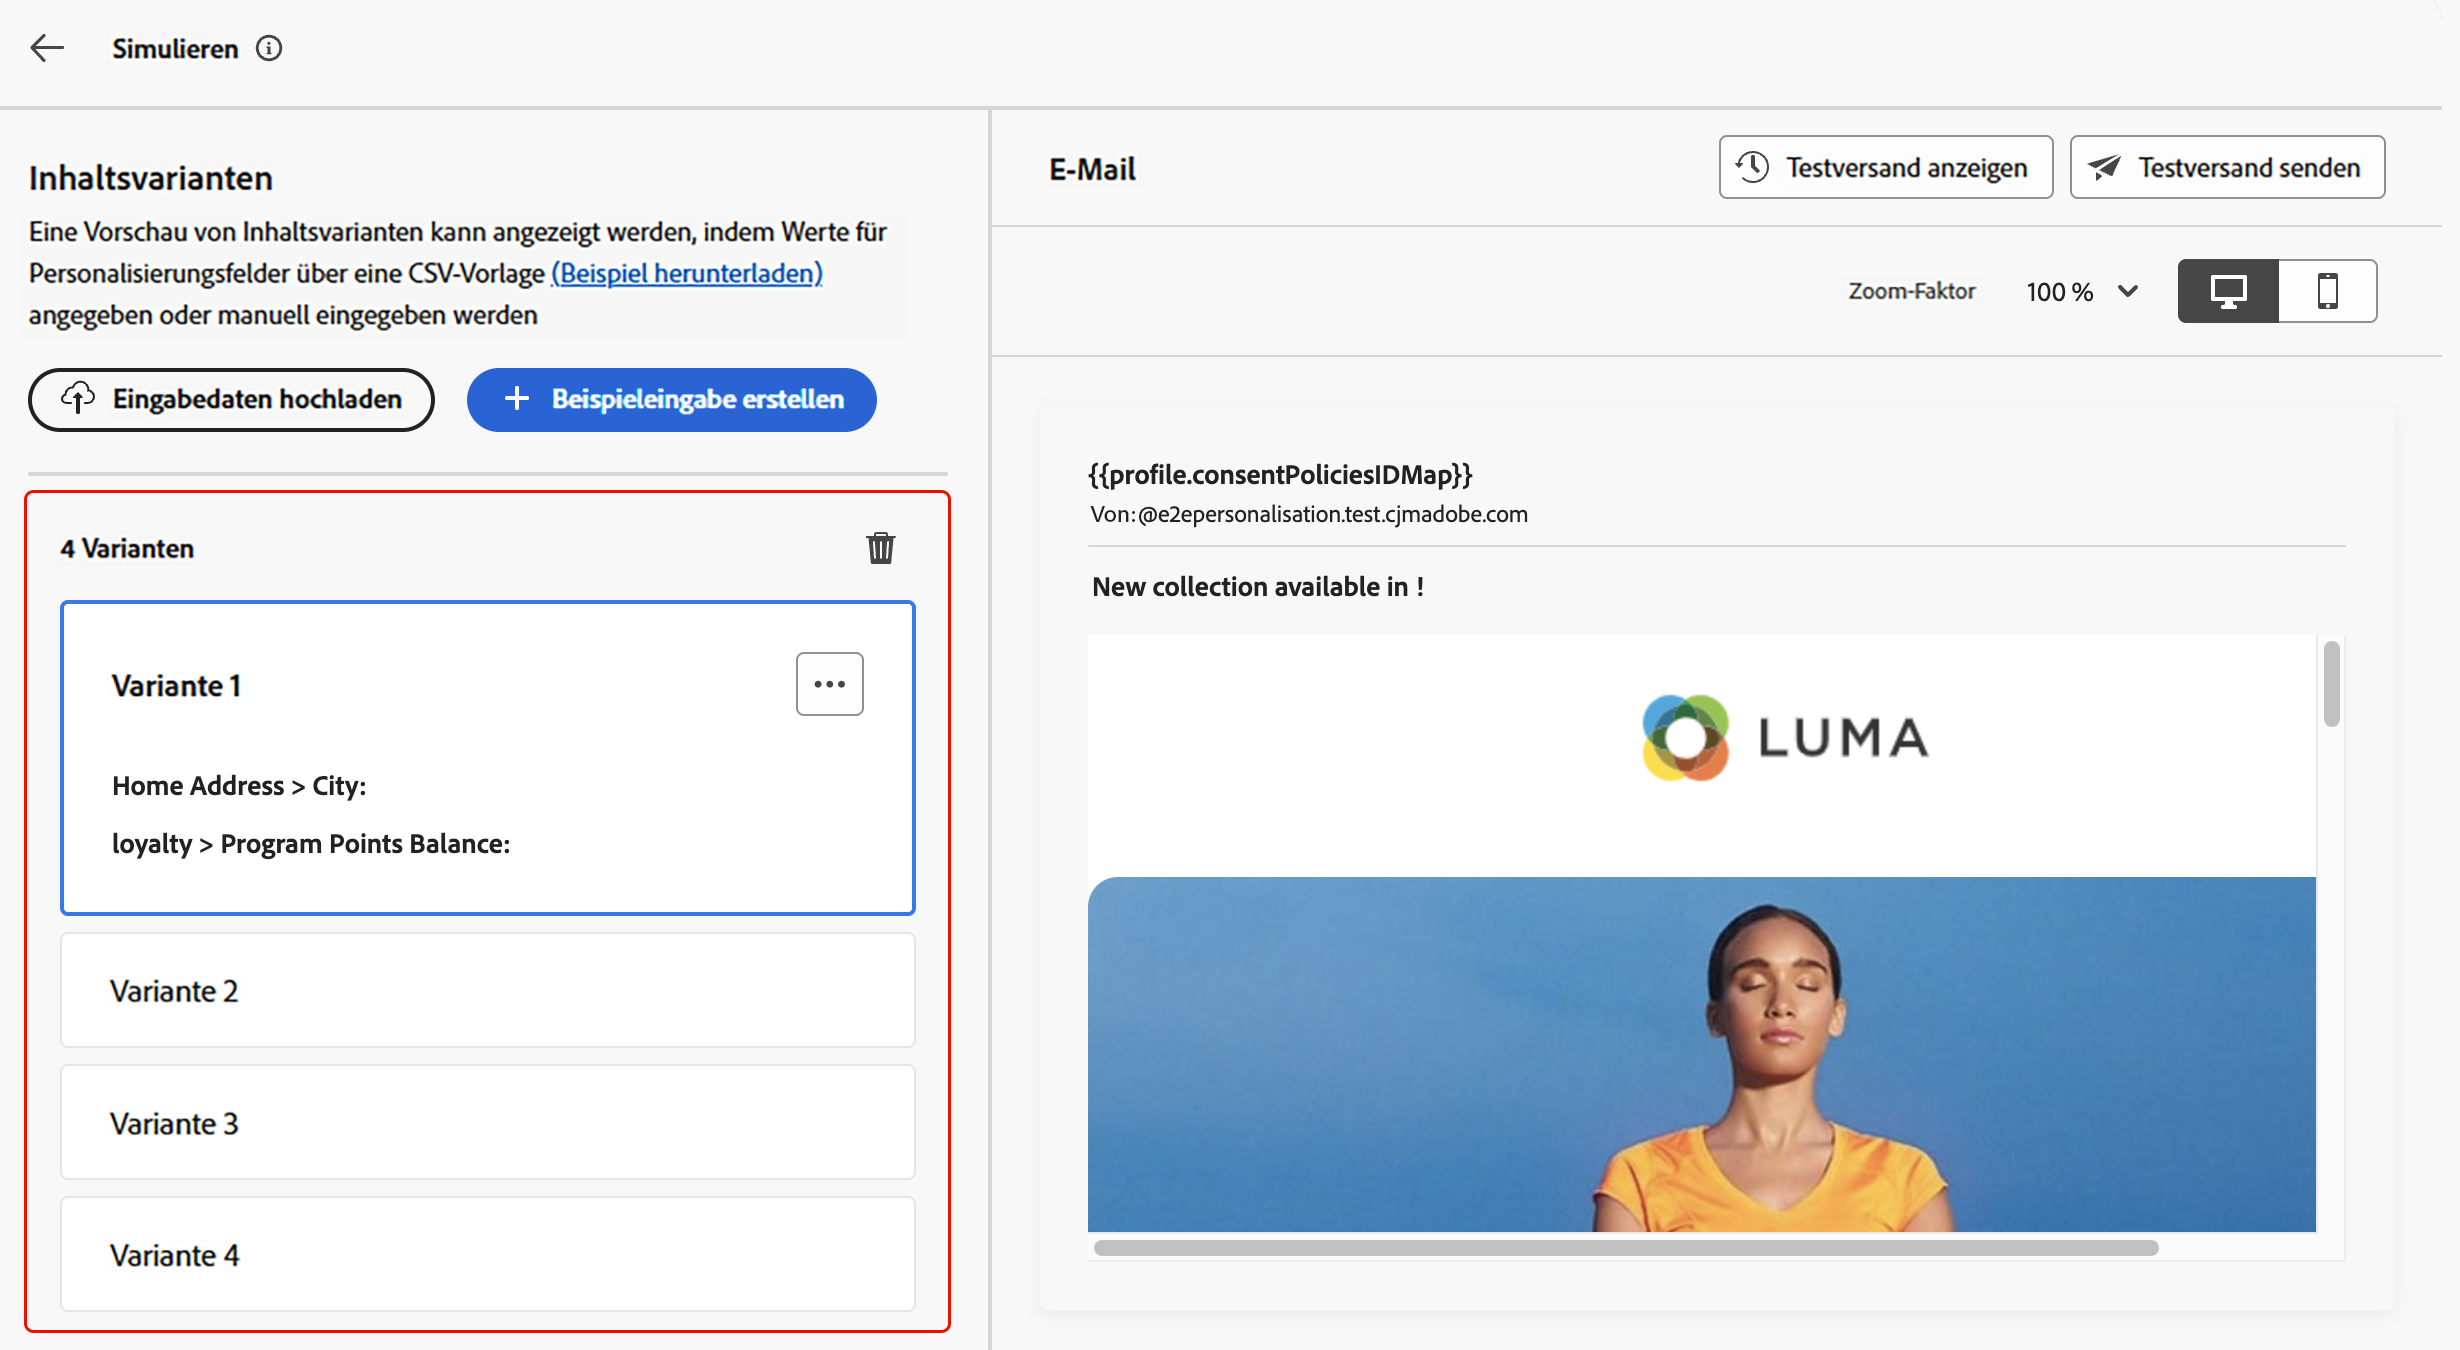 Simulieren
Inhaltsvarianten
Eine Vorschau von Inhaltsvarianten kann angezeigt werden, indem Werte für
Personalisierungsfelder über eine CSV-Vorlage (Beispiel herunterladen)
angegeben oder manuell eingegeben werden
Eingabedaten hochladen
Beispieleingabe erstellen
4 Varianten
Variante 1
Home Address > City:
loyalty > Program Points Balance:
Variante 2
Variante 3
Variante 4
E-Mail
Testversand anzeigen
Testversand senden
Zoom-Faktor
100 %
{{profile.consentPoliciesIDMap}}
Von:@e2epersonalisation.test.cjmadobe.com
New collection available in !
LUMA